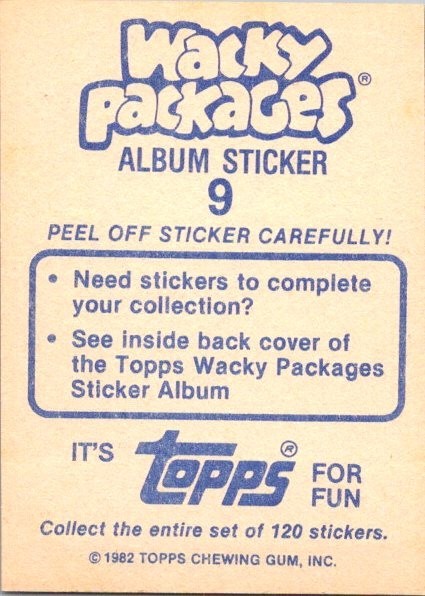 Wacky
Packages®
ALBUM STICKER
9
PEEL OFF STICKER CAREFULLY!
• Need stickers to complete
your collection?
• See inside back cover of
the Topps Wacky Packages
Sticker Album
IT'S Topps® FOR
FUN
Collect the entire set of 120 stickers.
© 1982 TOPPS CHEWING GUM, INC.